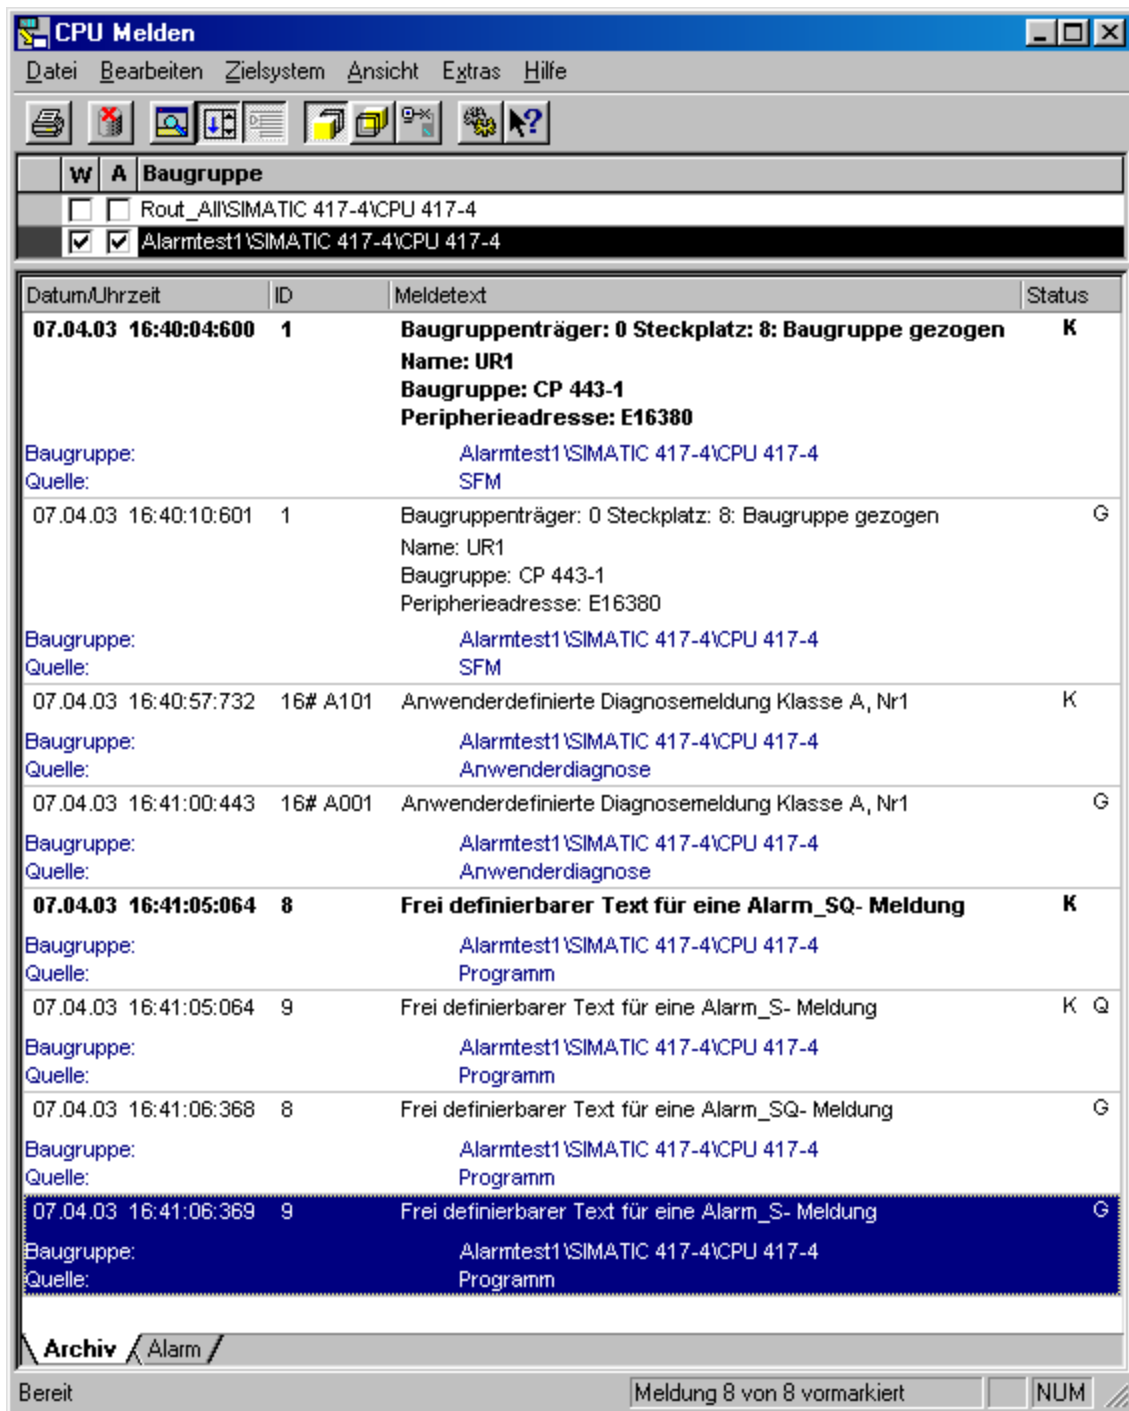 CPU Melden
Datei Bearbeiten Zielsystem Ansicht Extras Hilfe
W A Baugruppe
Rout_All\SIMATIC 417-4\CPU 417-4
Alarmtest1\SIMATIC 417-4\CPU 417-4
Datum/Uhrzeit ID Meldetext Status
07.04.03 16:40:04:600 1 Baugruppenträger: 0 Steckplatz: 8: Baugruppe gezogen K
Name: UR1
Baugruppe: CP 443-1
Peripherieadresse: E16380
Baugruppe: Alarmtest1\SIMATIC 417-4\CPU 417-4
Quelle: SFM
07.04.03 16:40:10:601 1 Baugruppenträger: 0 Steckplatz: 8: Baugruppe gezogen G
Name: UR1
Baugruppe: CP 443-1
Peripherieadresse: E16380
Baugruppe: Alarmtest1\SIMATIC 417-4\CPU 417-4
Quelle: SFM
07.04.03 16:40:57:732 16# A101 Anwenderdefinierte Diagnosemeldung Klasse A, Nr1 K
Baugruppe: Alarmtest1\SIMATIC 417-4\CPU 417-4
Quelle: Anwenderdiagnose
07.04.03 16:41:00:443 16# A001 Anwenderdefinierte Diagnosemeldung Klasse A, Nr1 G
Baugruppe: Alarmtest1\SIMATIC 417-4\CPU 417-4
Quelle: Anwenderdiagnose
07.04.03 16:41:05:064 8 Frei definierbarer Text für eine Alarm_SQ- Meldung K
Baugruppe: Alarmtest1\SIMATIC 417-4\CPU 417-4
Quelle: Programm
07.04.03 16:41:05:064 9 Frei definierbarer Text für eine Alarm_S- Meldung K Q
Baugruppe: Alarmtest1\SIMATIC 417-4\CPU 417-4
Quelle: Programm
07.04.03 16:41:06:368 8 Frei definierbarer Text für eine Alarm_SQ- Meldung G
Baugruppe: Alarmtest1\SIMATIC 417-4\CPU 417-4
Quelle: Programm
07.04.03 16:41:06:369 9 Frei definierbarer Text für eine Alarm_S- Meldung G
Baugruppe: Alarmtest1\SIMATIC 417-4\CPU 417-4
Quelle: Programm
Archiv Alarm
Bereit Meldung 8 von 8 vormarkiert NUM